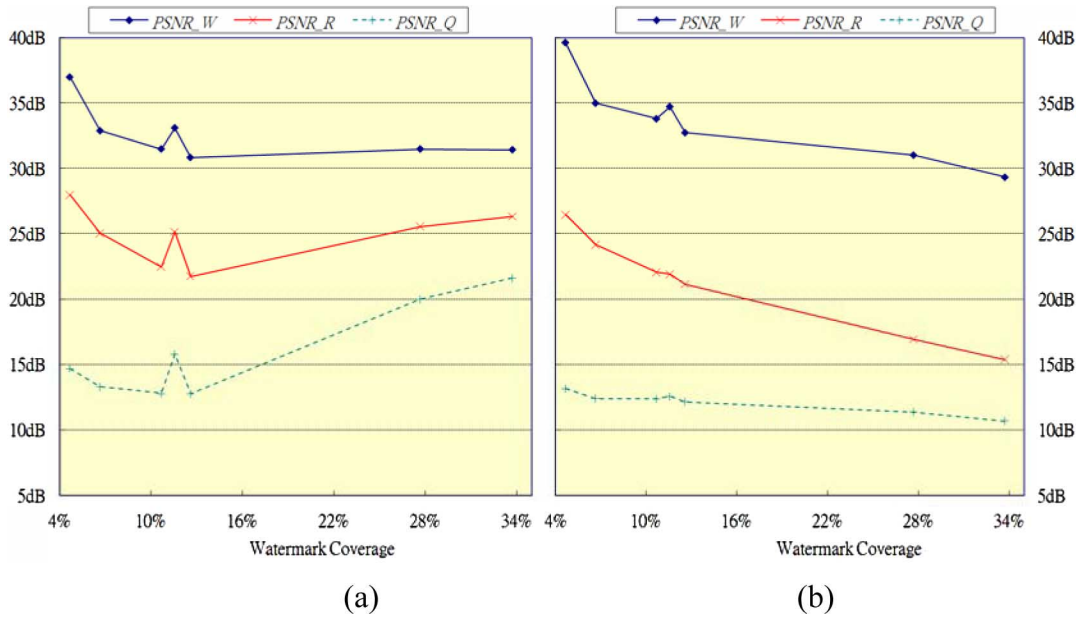 PSNR_W PSNR_R PSNR_Q
40dB
35dB
30dB
25dB
20dB
15dB
10dB
5dB
4% 10% 16% 22% 28% 34%
Watermark Coverage
(a)
PSNR_W PSNR_R PSNR_Q
40dB
35dB
30dB
25dB
20dB
15dB
10dB
5dB
4% 10% 16% 22% 28% 34%
Watermark Coverage
(b)